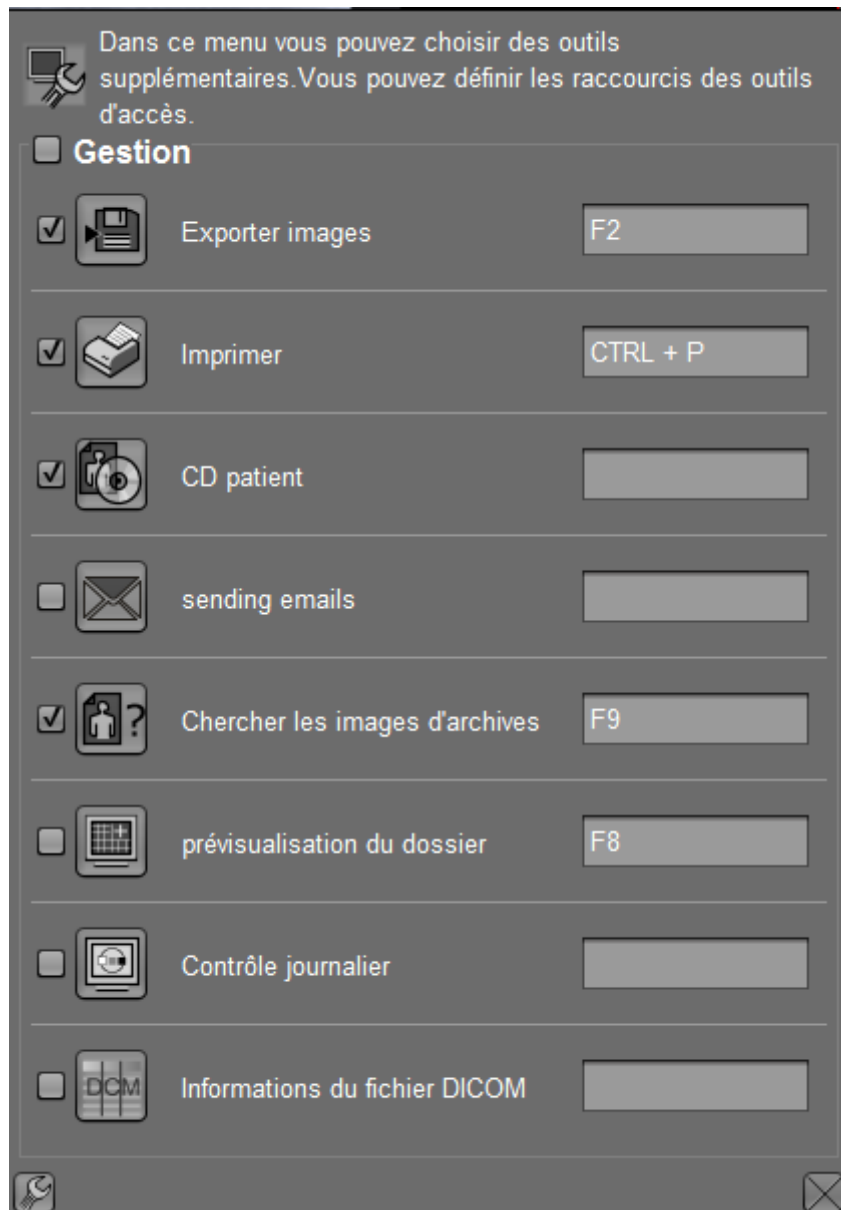 Dans ce menu vous pouvez choisir des outils
supplémentaires.Vous pouvez définir les raccourcis des outils
d'accès.
Gestion
Exporter images F2
Imprimer CTRL + P
CD patient
sending emails
Chercher les images d'archives F9
prévisualisation du dossier F8
Contrôle journalier
DCM Informations du fichier DICOM